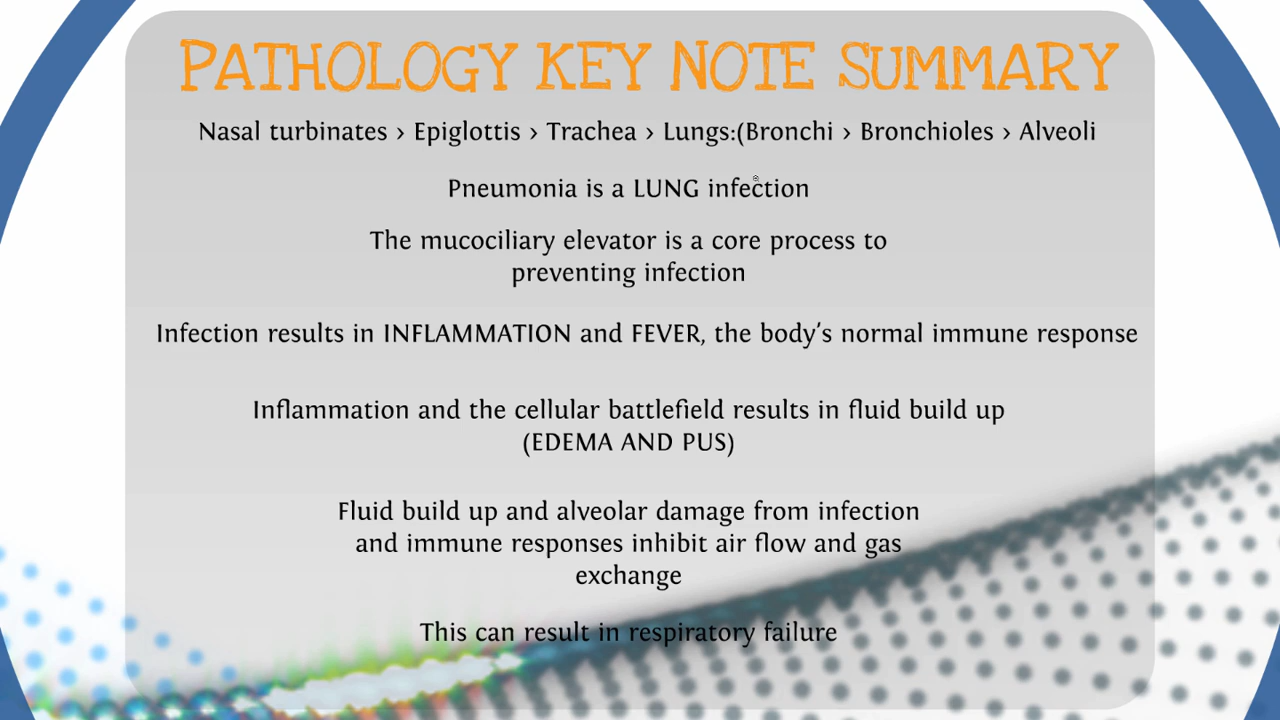 PATHOLOGY KEY NOTE SUMMARY
Nasal turbinates › Epiglottis › Trachea › Lungs:(Bronchi › Bronchioles › Alveoli
Pneumonia is a LUNG infection
The mucociliary elevator is a core process to
preventing infection
Infection results in INFLAMMATION and FEVER, the body's normal immune response
Inflammation and the cellular battlefield results in fluid build up
(EDEMA AND PUS)
Fluid build up and alveolar damage from infection
and immune responses inhibit air flow and gas
exchange
This can result in respiratory failure